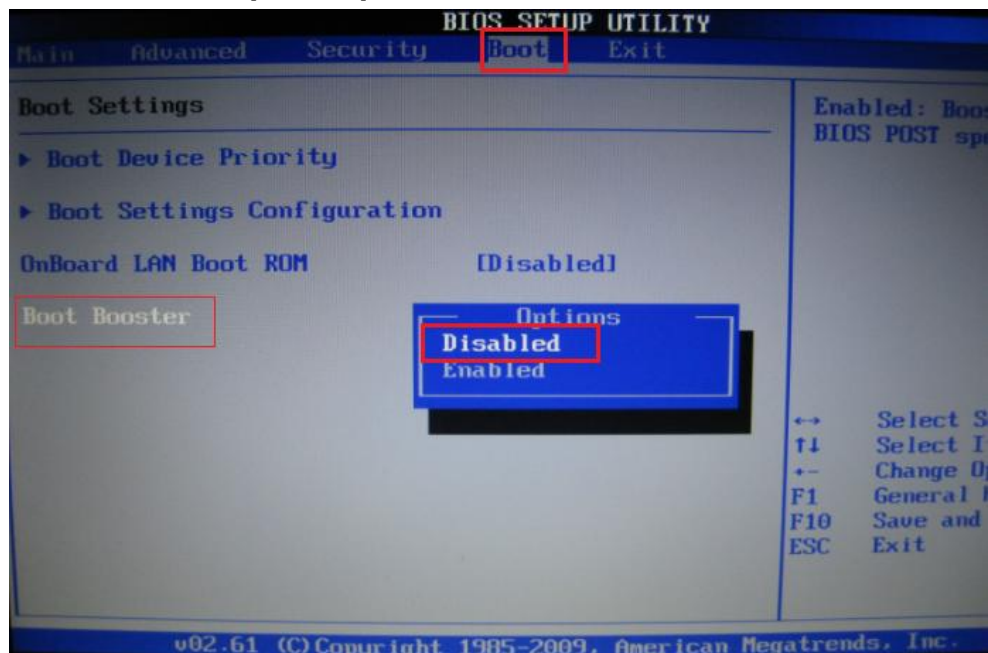 BIOS SETUP UTILITY
Main Advanced Security Boot Exit
Boot Settings
▶ Boot Device Priority
▶ Boot Settings Configuration
OnBoard LAN Boot ROM [Disabled]
Boot Booster
Options
Disabled
Enabled
Enabled: Boos
BIOS POST spe
↔ Select S
↑↓ Select I
+- Change O
F1 General
F10 Save and
ESC Exit
v02.61 (C)Copyright 1985-2009, American Megatrends, Inc.